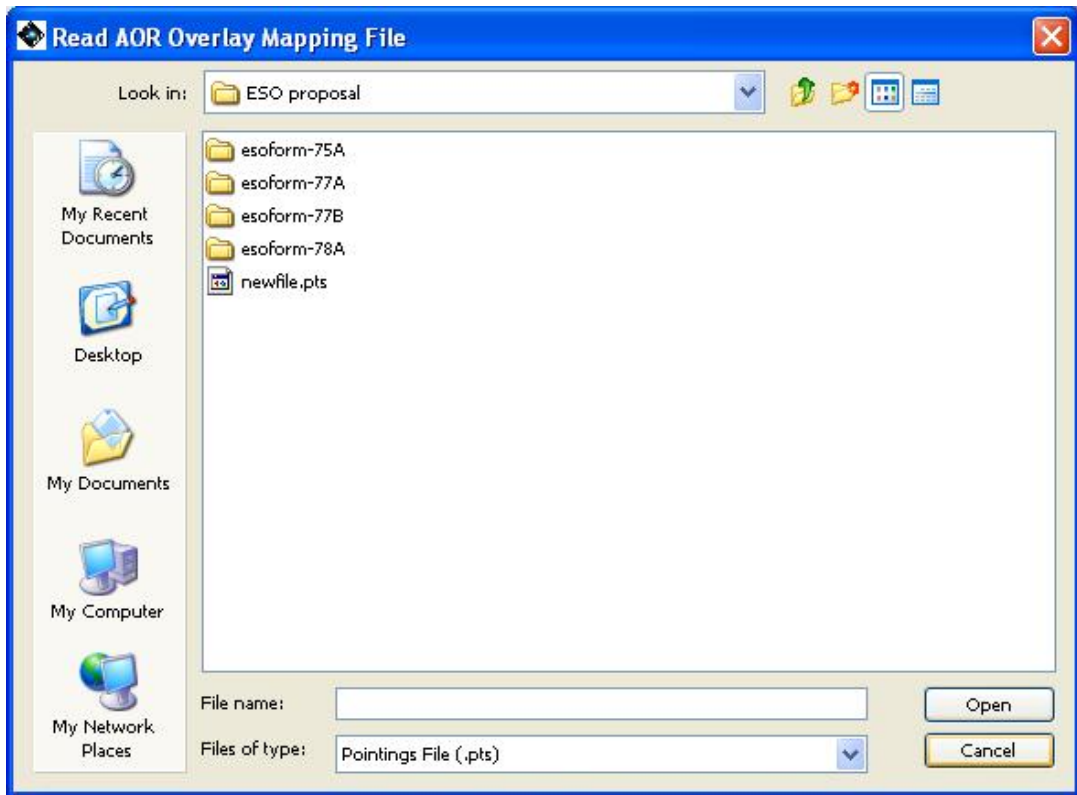 Read AOR Overlay Mapping File
Look in:
ESO proposal
My Recent
Documents
Desktop
My Documents
My Computer
My Network
Places
esoform-75A
esoform-77A
esoform-77B
esoform-78A
newfile.pts
File name:
Open
Files of type:
Pointings File (.pts)
Cancel